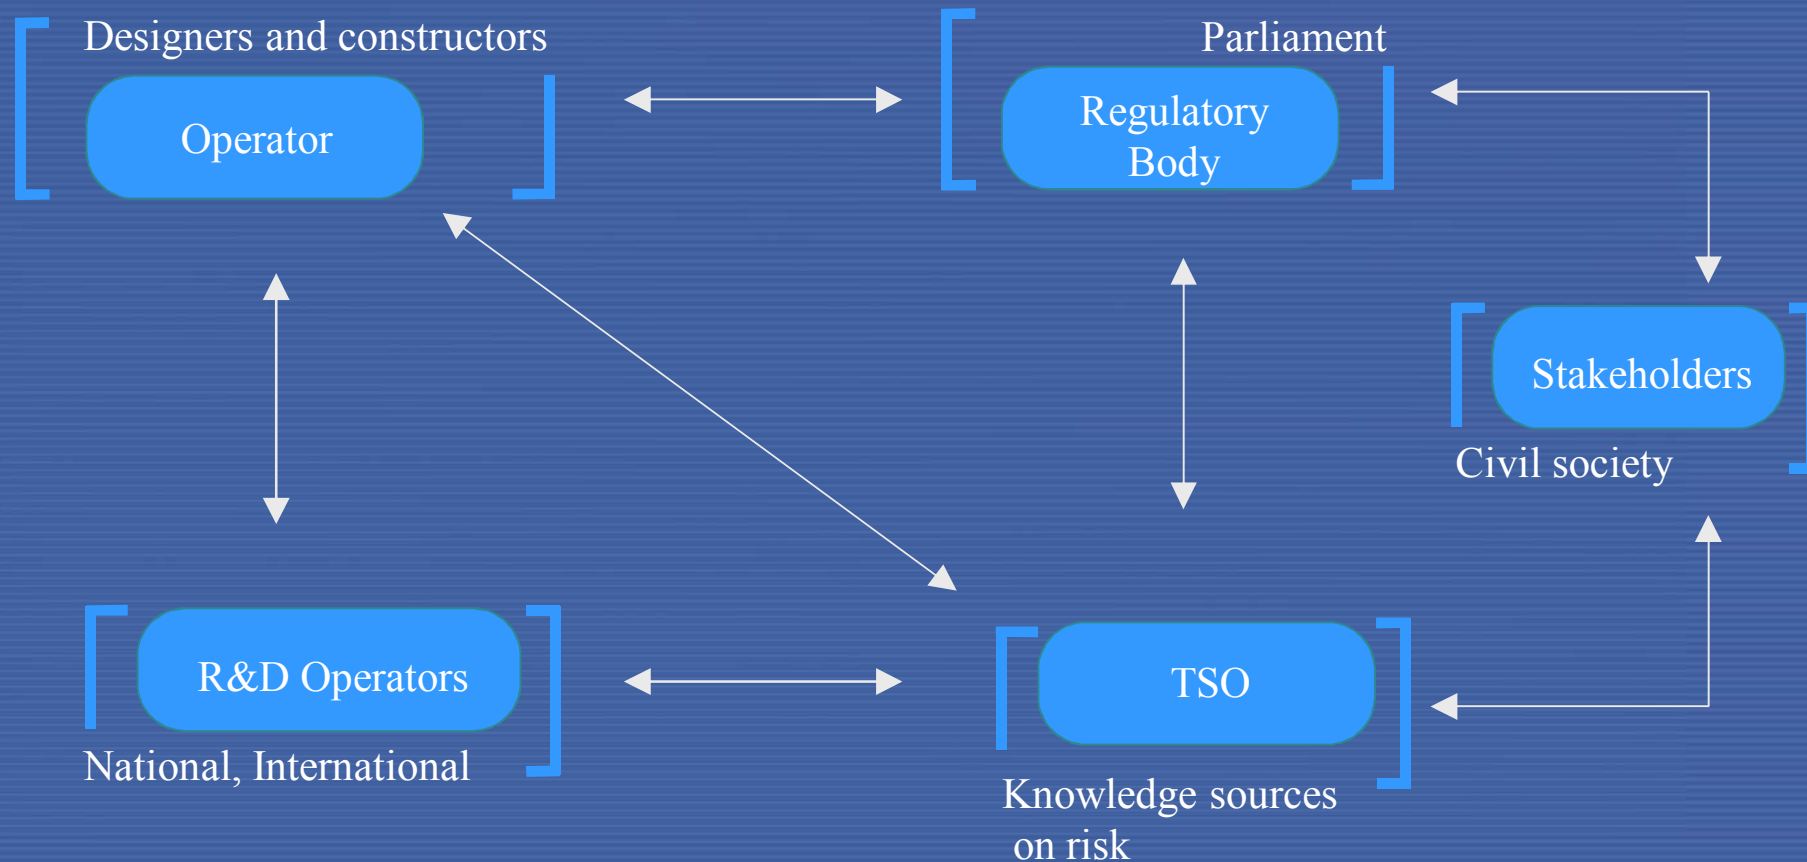 Designers and constructors
Operator
Parliament
Regulatory
Body
Stakeholders
Civil society
R&D Operators
National, International
TSO
Knowledge sources
on risk